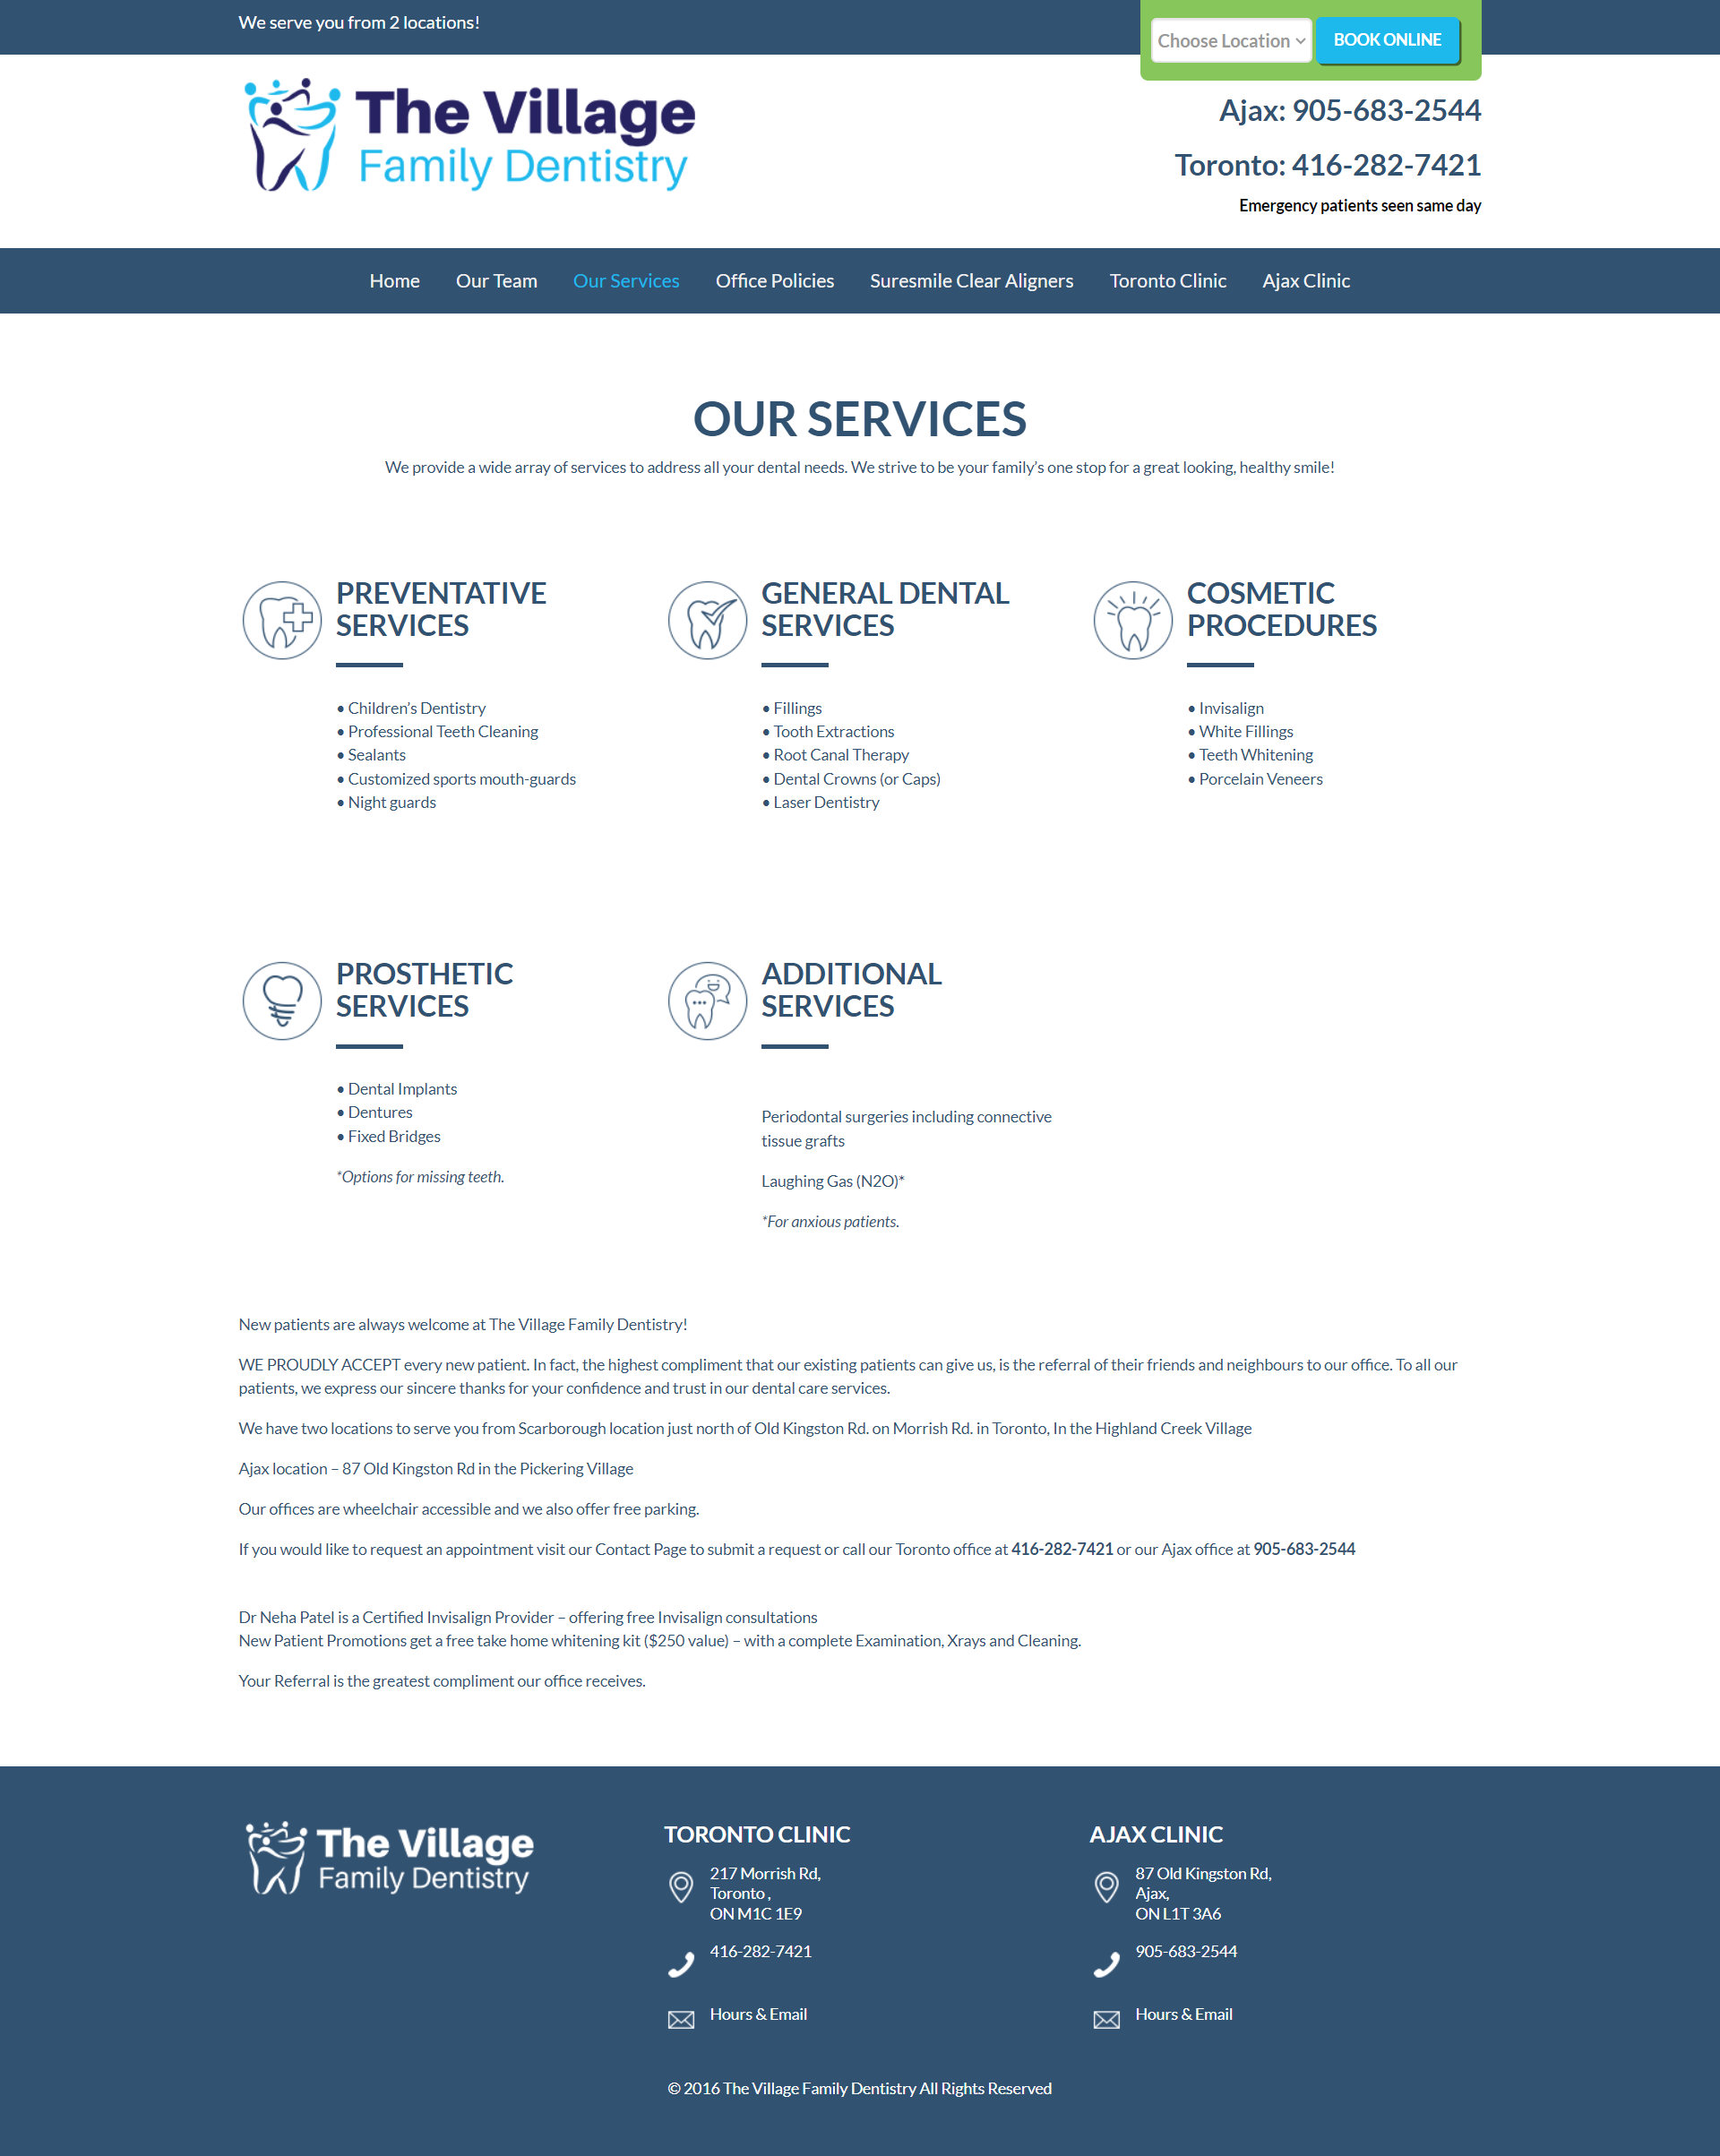 We serve you from 2 locations!
Choose Location
BOOK ONLINE
The Village
Family Dentistry
Ajax: 905-683-2544
Toronto: 416-282-7421
Emergency patients seen same day
Home
Our Team
Our Services
Office Policies
Suresmile Clear Aligners
Toronto Clinic
Ajax Clinic
OUR SERVICES
We provide a wide array of services to address all your dental needs. We strive to be your family's one stop for a great looking, healthy smile!
PREVENTATIVE
SERVICES
• Children's Dentistry
• Professional Teeth Cleaning
• Sealants
• Customized sports mouth-guards
• Night guards
GENERAL DENTAL
SERVICES
• Fillings
• Tooth Extractions
• Root Canal Therapy
• Dental Crowns (or Caps)
• Laser Dentistry
COSMETIC
PROCEDURES
• Invisalign
• White Fillings
• Teeth Whitening
• Porcelain Veneers
PROSTHETIC
SERVICES
• Dental Implants
• Dentures
• Fixed Bridges
*Options for missing teeth.
ADDITIONAL
SERVICES
Periodontal surgeries including connective
tissue grafts
Laughing Gas (N2O)*
*For anxious patients.
New patients are always welcome at The Village Family Dentistry!
WE PROUDLY ACCEPT every new patient. In fact, the highest compliment that our existing patients can give us, is the referral of their friends and neighbours to our office. To all our
patients, we express our sincere thanks for your confidence and trust in our dental care services.
We have two locations to serve you from Scarborough location just north of Old Kingston Rd. on Morrish Rd. in Toronto, In the Highland Creek Village
Ajax location – 87 Old Kingston Rd in the Pickering Village
Our offices are wheelchair accessible and we also offer free parking.
If you would like to request an appointment visit our Contact Page to submit a request or call our Toronto office at 416-282-7421 or our Ajax office at 905-683-2544
Dr Neha Patel is a Certified Invisalign Provider – offering free Invisalign consultations
New Patient Promotions get a free take home whitening kit ($250 value) – with a complete Examination, Xrays and Cleaning.
Your Referral is the greatest compliment our office receives.
The Village
Family Dentistry
TORONTO CLINIC
217 Morrish Rd,
Toronto ,
ON M1C 1E9
416-282-7421
Hours & Email
AJAX CLINIC
87 Old Kingston Rd,
Ajax,
ON L1T 3A6
905-683-2544
Hours & Email
© 2016 The Village Family Dentistry All Rights Reserved